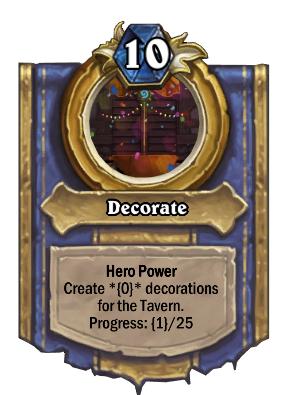 10
Decorate
Hero Power
Create *{0}* decorations
for the Tavern.
Progress: {1}/25